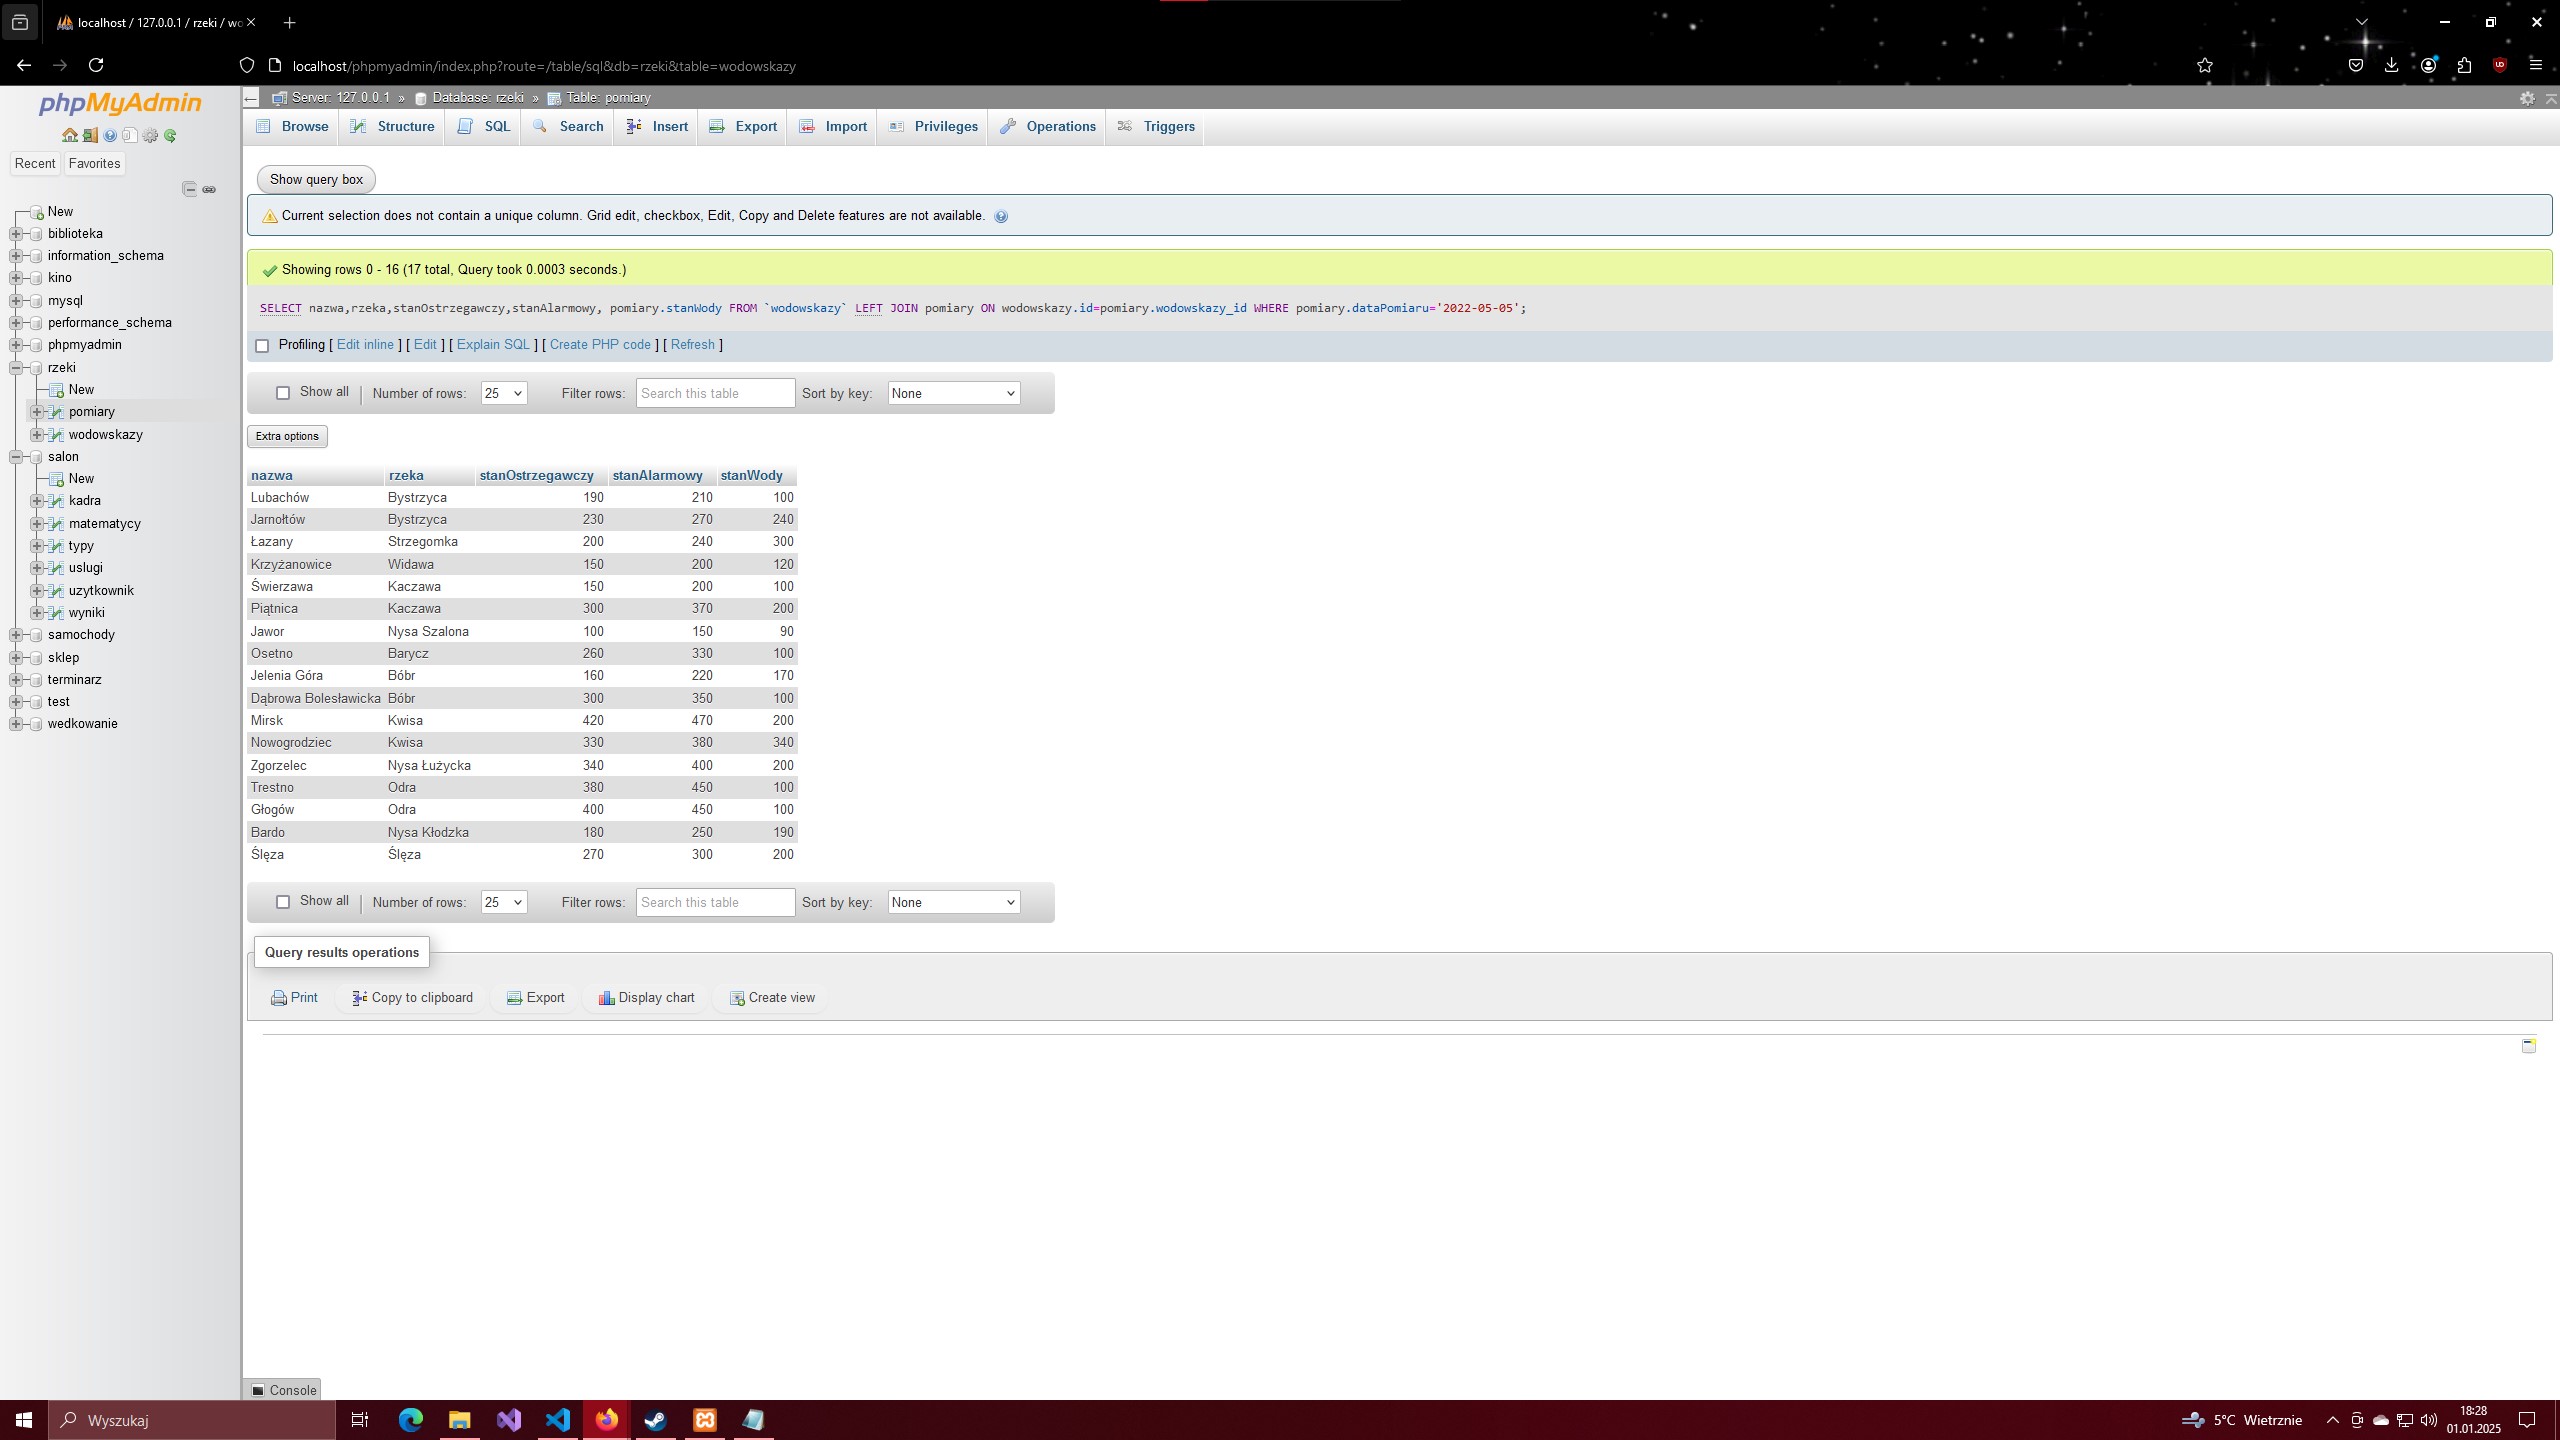 localhost / 127.0.0.1 / rzeki / wo
localhost/phpmyadmin/index.php?route=/table/sql&db=rzeki&table=wodowskazy
phpMyAdmin
Recent Favorites
New
biblioteka
information_schema
kino
mysql
performance_schema
phpmyadmin
rzeki
New
pomiary
wodowskazy
salon
New
kadra
matematycy
typy
uslugi
uzytkownik
wyniki
samochody
sklep
terminarz
test
wedkowanie
Server: 127.0.0.1 » Database: rzeki » Table: pomiary
Browse Structure SQL Search Insert Export Import Privileges Operations Triggers
Show query box
Current selection does not contain a unique column. Grid edit, checkbox, Edit, Copy and Delete features are not available.
Showing rows 0 - 16 (17 total, Query took 0.0003 seconds.)
SELECT nazwa,rzeka,stanOstrzegawczy,stanAlarmowy, pomiary.stanWody FROM `wodowskazy` LEFT JOIN pomiary ON wodowskazy.id=pomiary.wodowskazy_id WHERE pomiary.dataPomiaru='2022-05-05';
Profiling [ Edit inline ] [ Edit ] [ Explain SQL ] [ Create PHP code ] [ Refresh ]
Show all Number of rows: 25 Filter rows: Search this table Sort by key: None
Extra options
nazwa rzeka stanOstrzegawczy stanAlarmowy stanWody
Lubachów Bystrzyca 190 210 100
Jarnołtów Bystrzyca 230 270 240
Łazany Strzegomka 200 240 300
Krzyżanowice Widawa 150 200 120
Świerzawa Kaczawa 150 200 100
Piątnica Kaczawa 300 370 200
Jawor Nysa Szalona 100 150 90
Osetno Barycz 260 330 100
Jelenia Góra Bóbr 160 220 170
Dąbrowa Bolesławicka Bóbr 300 350 100
Mirsk Kwisa 420 470 200
Nowogrodziec Kwisa 330 380 340
Zgorzelec Nysa Łużycka 340 400 200
Trestno Odra 380 450 100
Głogów Odra 400 450 100
Bardo Nysa Kłodzka 180 250 190
Ślęza Ślęza 270 300 200
Show all Number of rows: 25 Filter rows: Search this table Sort by key: None
Query results operations
Print Copy to clipboard Export Display chart Create view
Console
Wyszukaj
5°C Wietrznie
18:28
01.01.2025